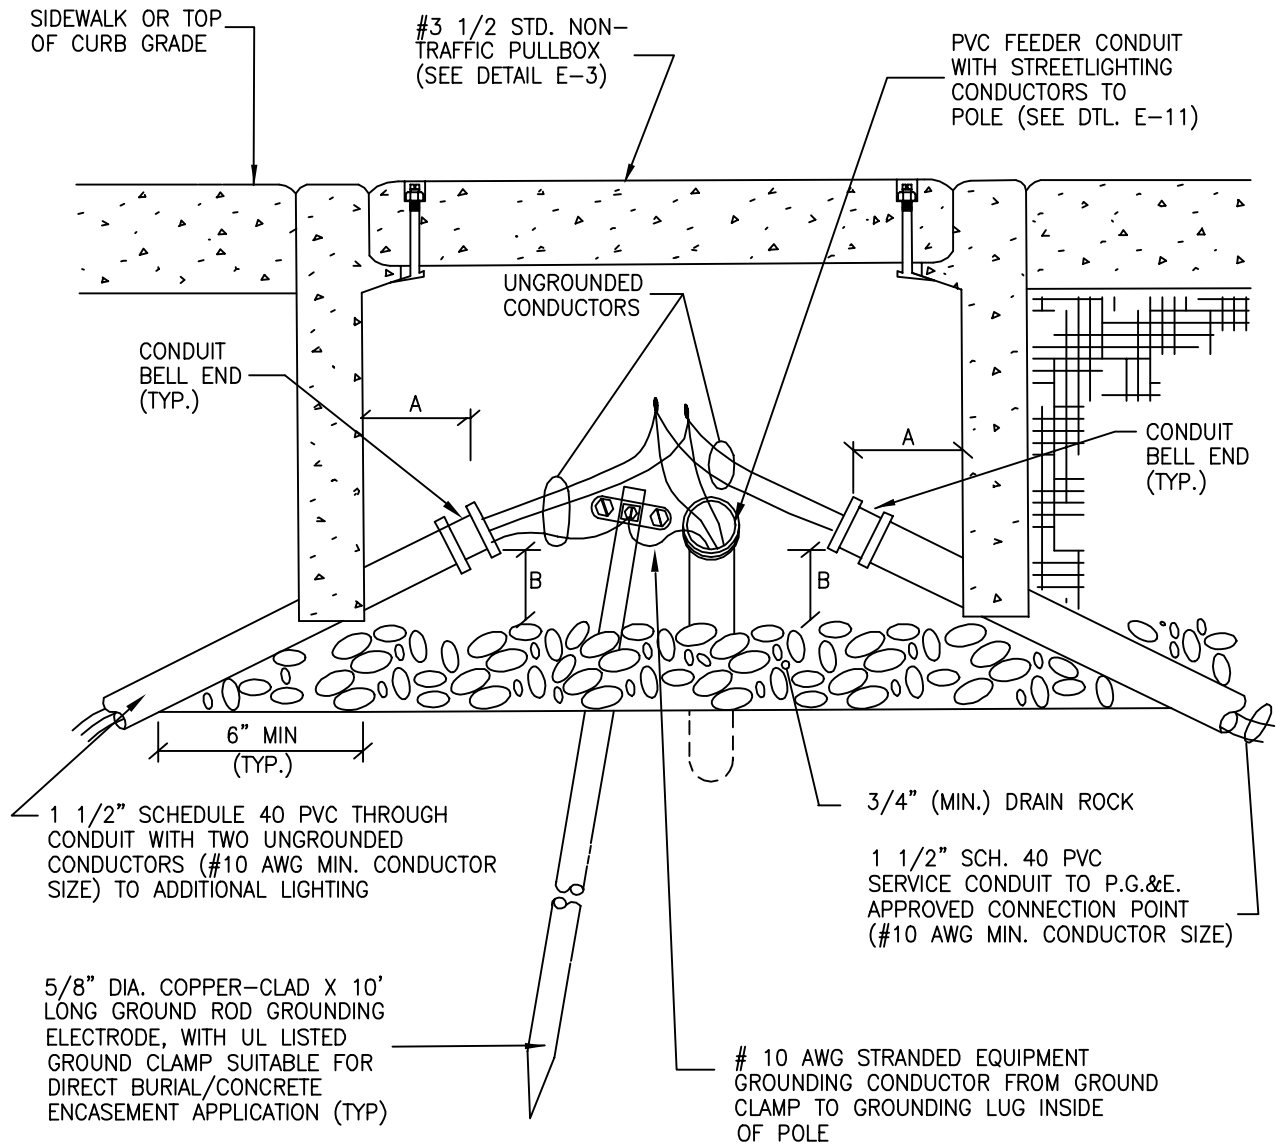 SIDEWALK OR TOP
OF CURB GRADE
#3 1/2 STD. NON-
TRAFFIC PULLBOX
(SEE DETAIL E-3)
PVC FEEDER CONDUIT
WITH STREETLIGHTING
CONDUCTORS TO
POLE (SEE DTL. E-11)
UNGROUNDED
CONDUCTORS
CONDUIT
BELL END
(TYP.)
A
A
CONDUIT
BELL END
(TYP.)
B
B
6" MIN
(TYP.)
1 1/2" SCHEDULE 40 PVC THROUGH
CONDUIT WITH TWO UNGROUNDED
CONDUCTORS (#10 AWG MIN. CONDUCTOR
SIZE) TO ADDITIONAL LIGHTING
3/4" (MIN.) DRAIN ROCK
1 1/2" SCH. 40 PVC
SERVICE CONDUIT TO P.G.&E.
APPROVED CONNECTION POINT
(#10 AWG MIN. CONDUCTOR SIZE)
5/8" DIA. COPPER-CLAD X 10'
LONG GROUND ROD GROUNDING
ELECTRODE, WITH UL LISTED
GROUND CLAMP SUITABLE FOR
DIRECT BURIAL/CONCRETE
ENCASEMENT APPLICATION (TYP)
# 10 AWG STRANDED EQUIPMENT
GROUNDING CONDUCTOR FROM GROUND
CLAMP TO GROUNDING LUG INSIDE
OF POLE